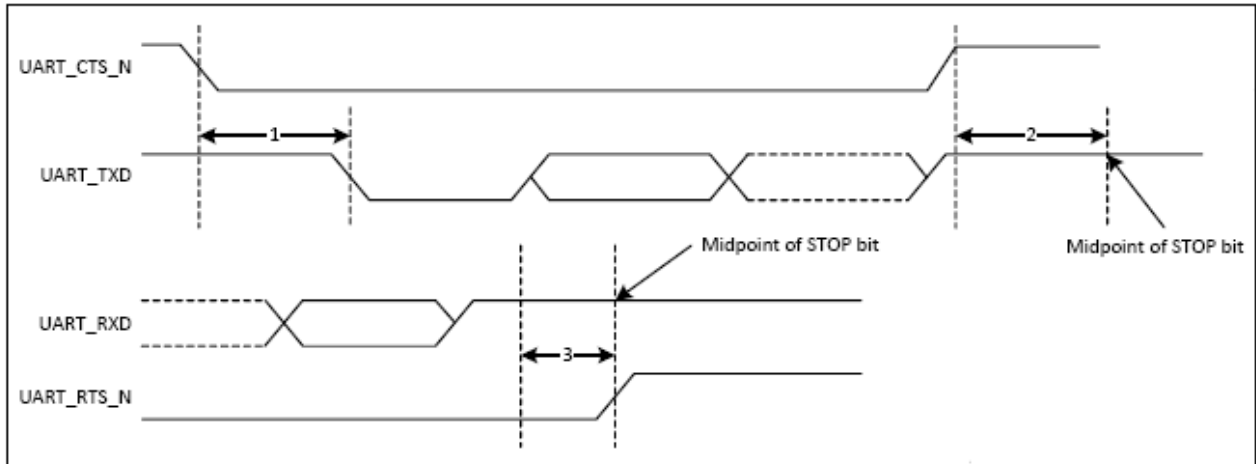 UART_CTS_N
1
2
UART_TXD
Midpoint of STOP bit
Midpoint of STOP bit
UART_RXD
3
UART_RTS_N